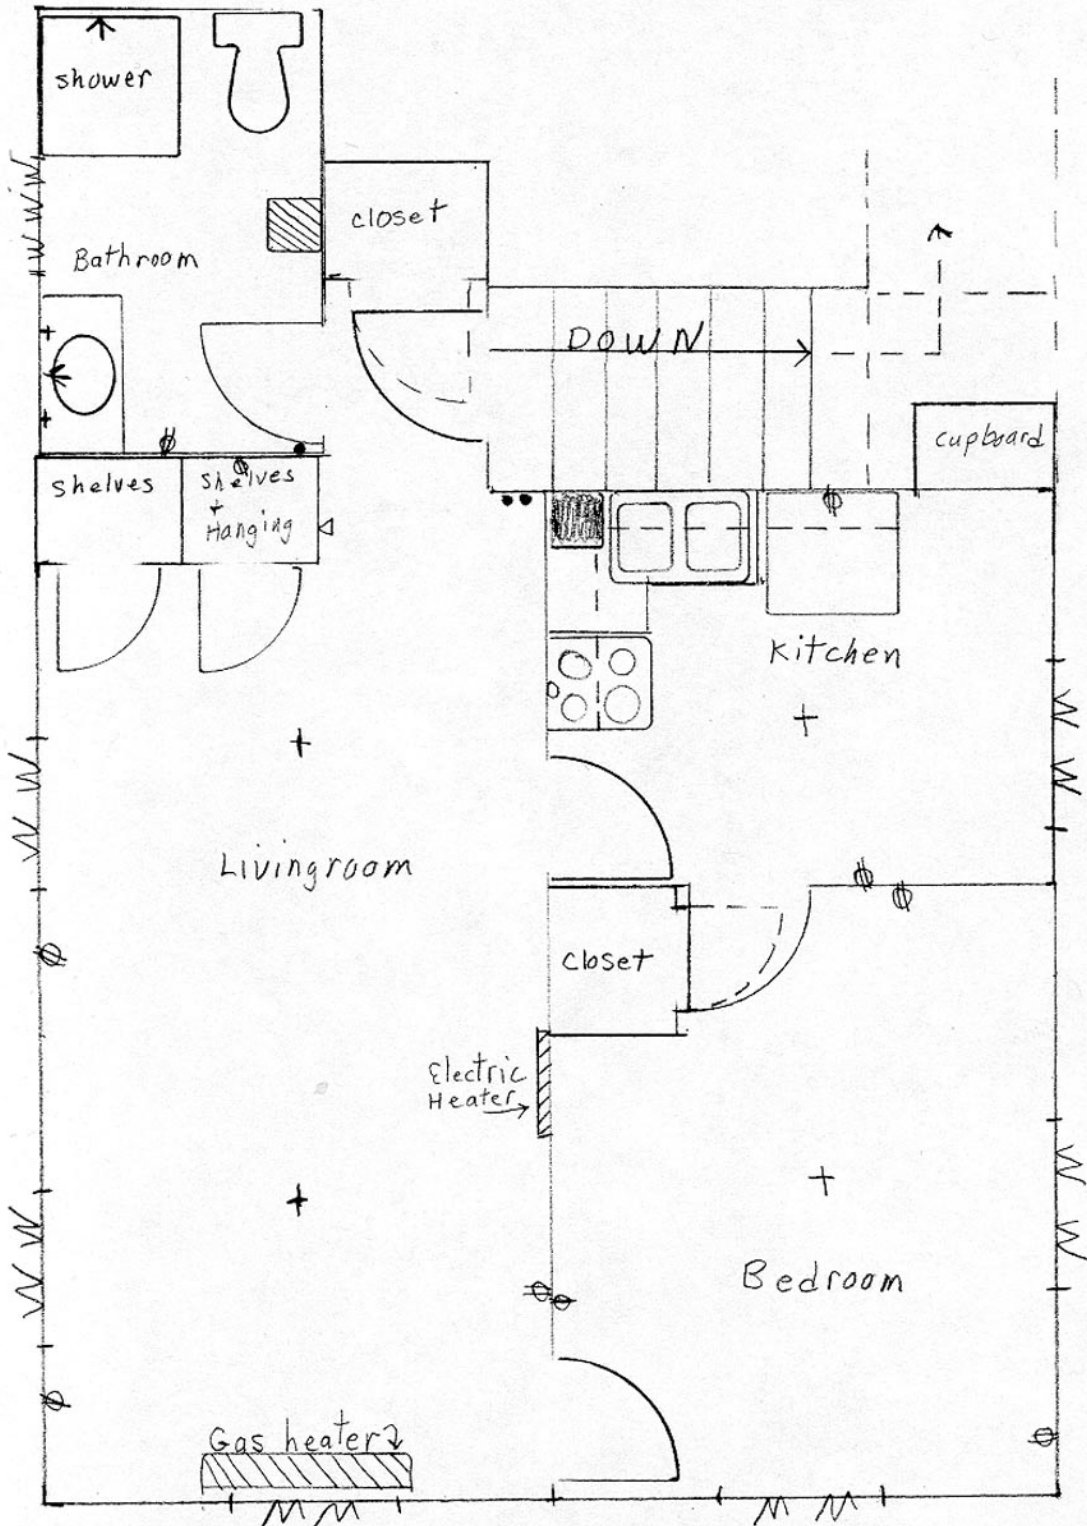 shower
closet
Bathroom
DOWN
cupboard
Shelves
Shelves
+
Hanging
Kitchen
Livingroom
closet
Electric
Heater
Bedroom
Gas heater
W W W W
W W
W W
W W
W W
W W
W W